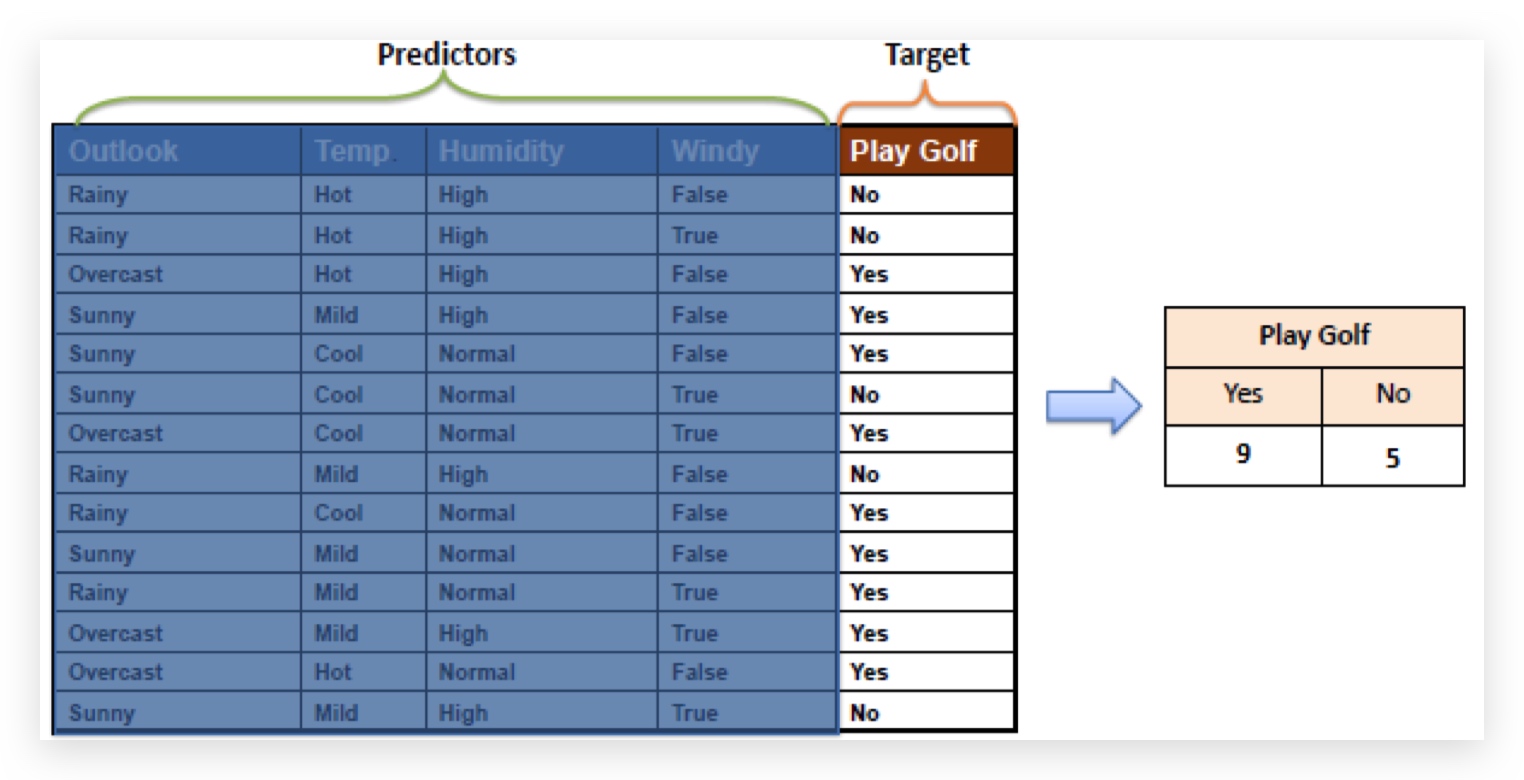 Predictors Target
Outlook Temp. Humidity Windy Play Golf
Rainy Hot High False No
Rainy Hot High True No
Overcast Hot High False Yes
Sunny Mild High False Yes
Sunny Cool Normal False Yes
Sunny Cool Normal True No
Overcast Cool Normal True Yes
Rainy Mild High False No
Rainy Cool Normal False Yes
Sunny Mild Normal False Yes
Rainy Mild Normal True Yes
Overcast Mild High True Yes
Overcast Hot Normal False Yes
Sunny Mild High True No
Play Golf
Yes No
9 5